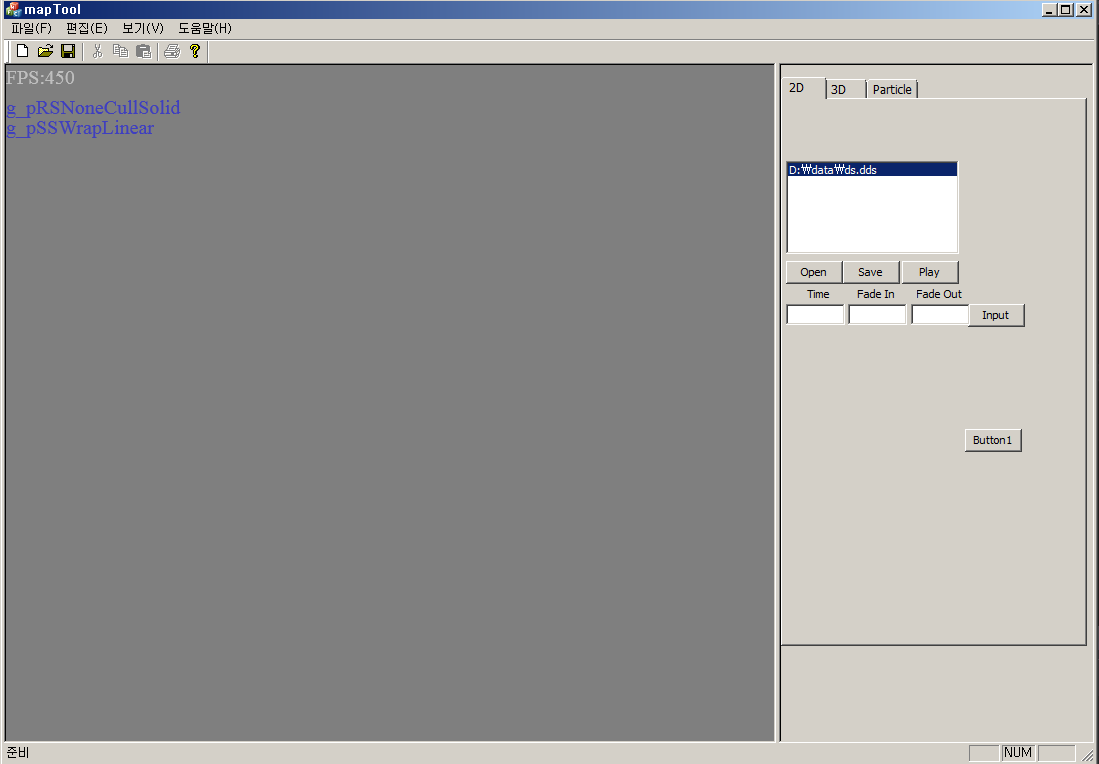 mapTool
파일(F) 편집(E) 보기(V) 도움말(H)
FPS:450
g_pRSNoneCullSolid
g_pSSWrapLinear
2D 3D Particle
D:₩data₩ds.dds
Open Save Play
Time Fade In Fade Out
Input
Button1
준비 NUM